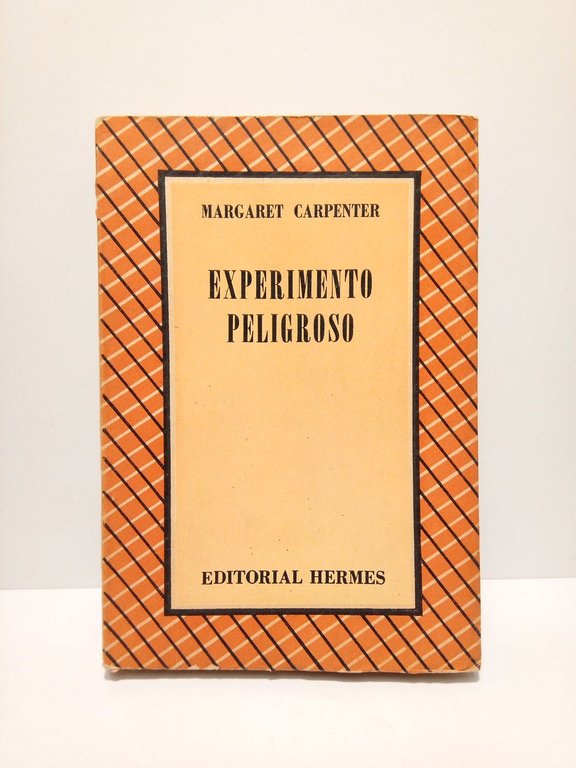 MARGARET CARPENTER
EXPERIMENTO
PELIGROSO
EDITORIAL HERMES